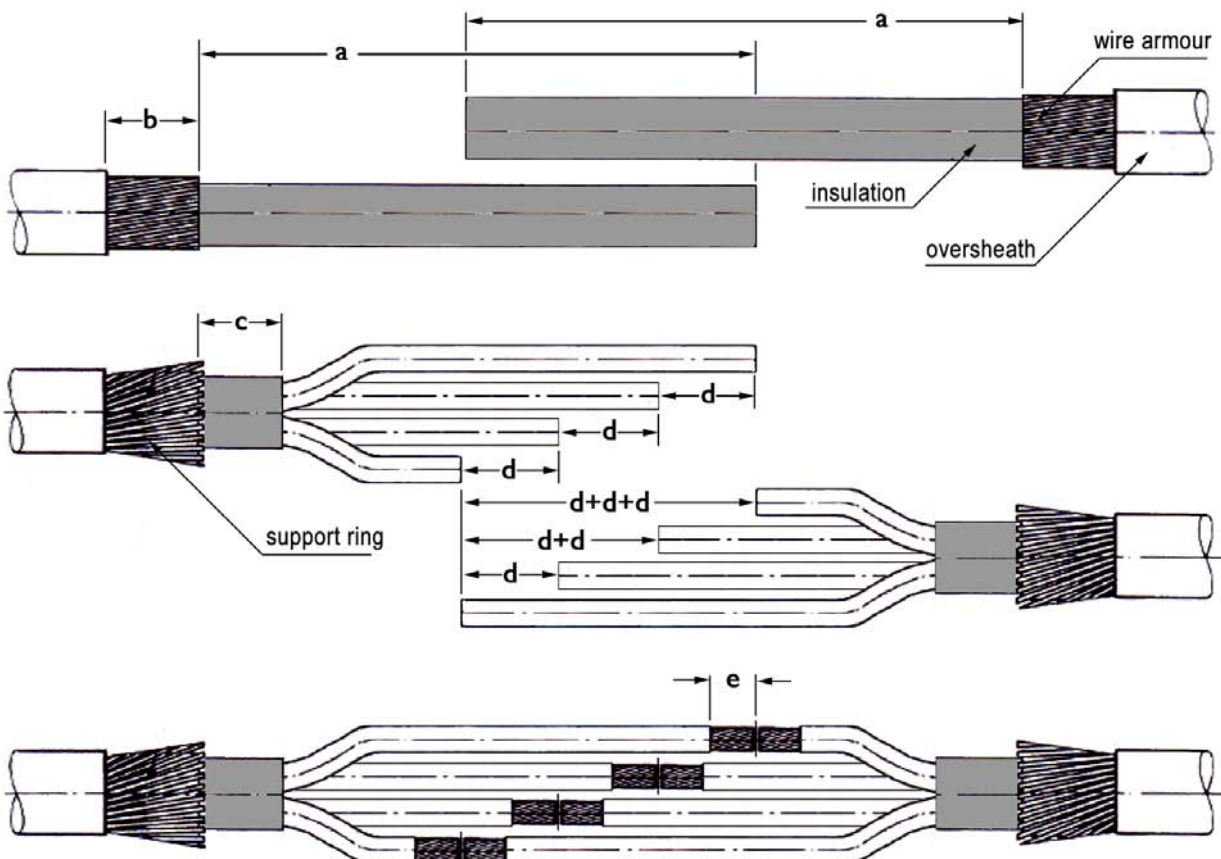 a
a
wire armour
b
insulation
oversheath
c
d
d
d
d+d+d
support ring
d+d
d
e